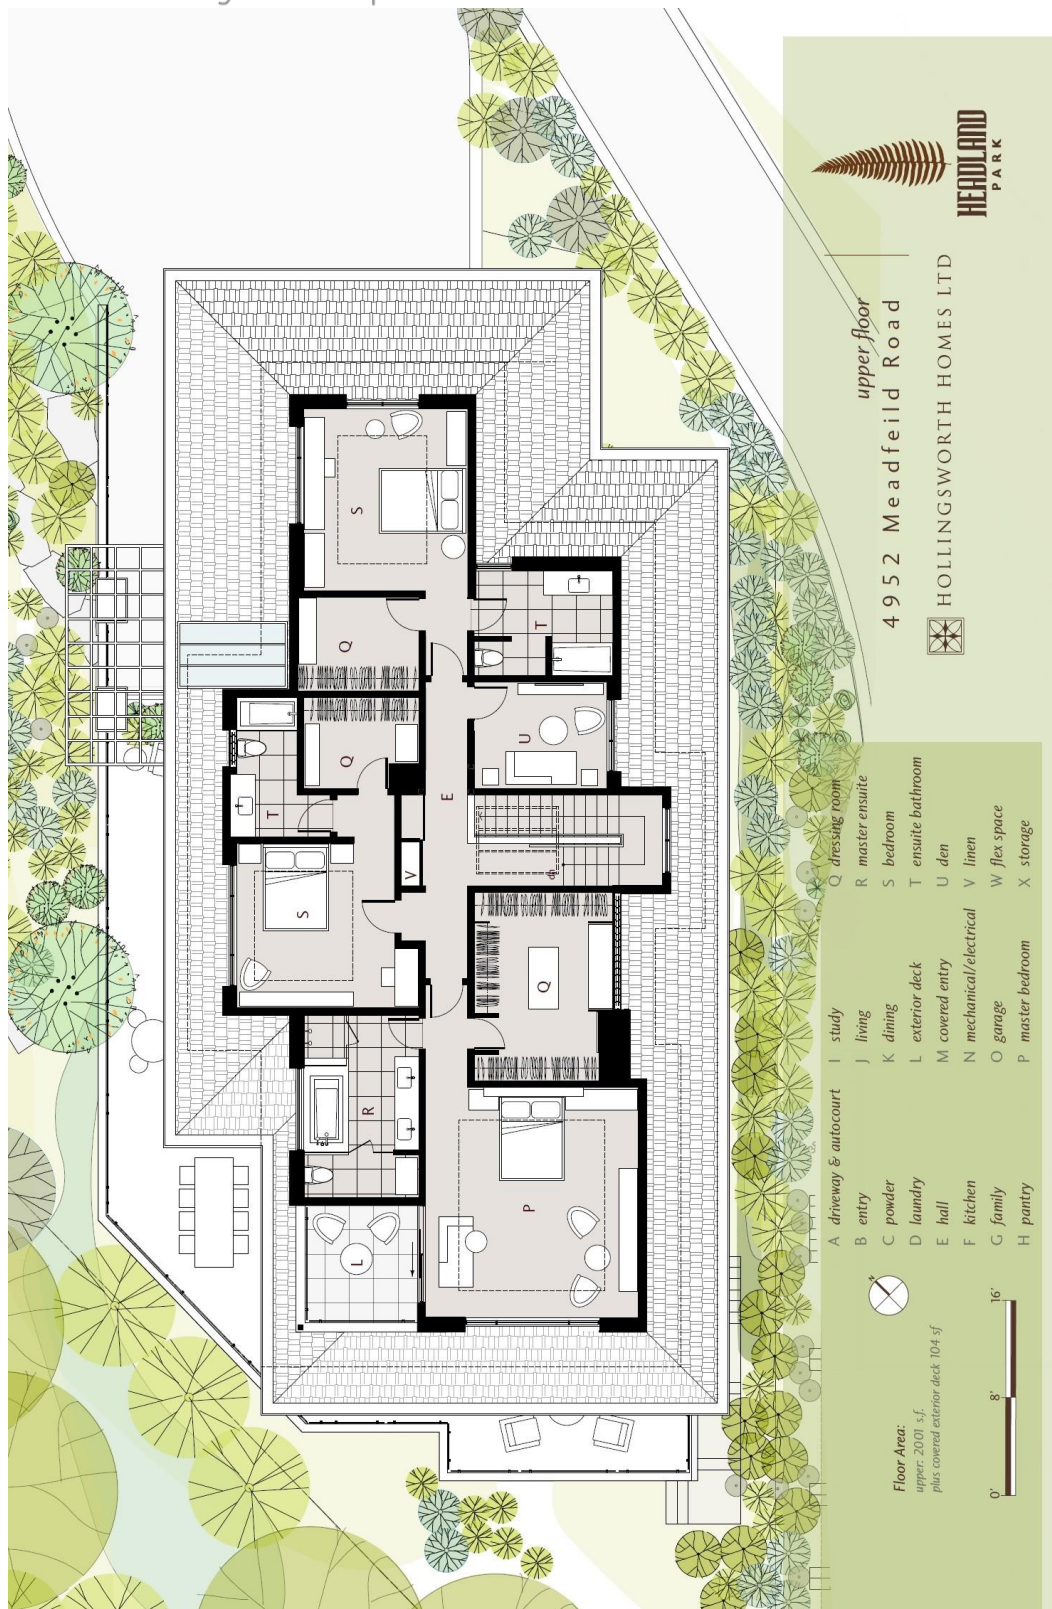 HEADLAND
PARK
upper floor
4952 Meadfeild Road
HOLLINGSWORTH HOMES LTD
A driveway & autocourt
B entry
C powder
D laundry
E hall
F kitchen
G family
H pantry
I study
J living
K dining
L exterior deck
M covered entry
N mechanical/electrical
O garage
P master bedroom
Q dressing room
R master ensuite
S bedroom
T ensuite bathroom
U den
V linen
W flex space
X storage
N
Floor Area:
upper: 2001 s.f.
plus covered exterior deck 104 sf
0' 8' 16'
S
Q
T
Q
T
U
E
V
S
dn
Q
R
P
L